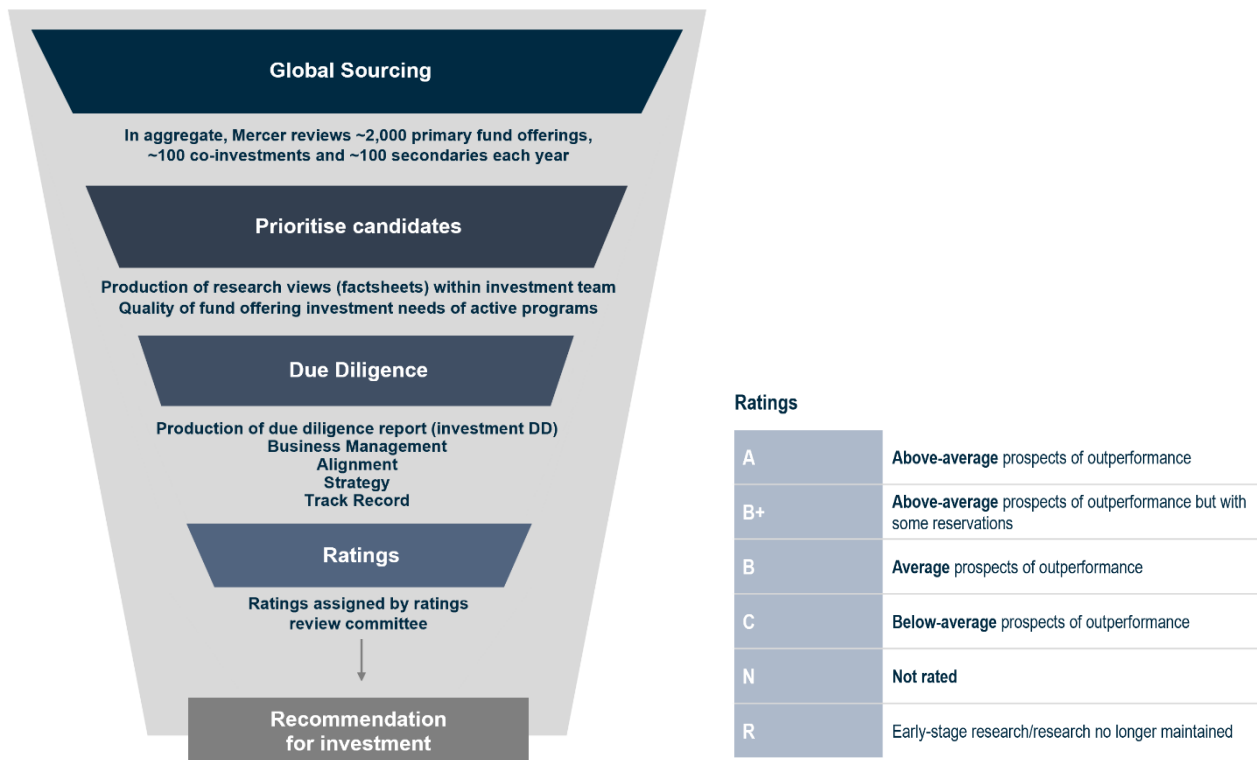 Global Sourcing
In aggregate, Mercer reviews ~2,000 primary fund offerings,
~100 co-investments and ~100 secondaries each year
Prioritise candidates
Production of research views (factsheets) within investment team
Quality of fund offering investment needs of active programs
Due Diligence
Production of due diligence report (investment DD)
Business Management
Alignment
Strategy
Track Record
Ratings
Ratings assigned by ratings
review committee
Recommendation
for investment
Ratings
A Above-average prospects of outperformance
B+ Above-average prospects of outperformance but with
some reservations
B Average prospects of outperformance
C Below-average prospects of outperformance
N Not rated
R Early-stage research/research no longer maintained